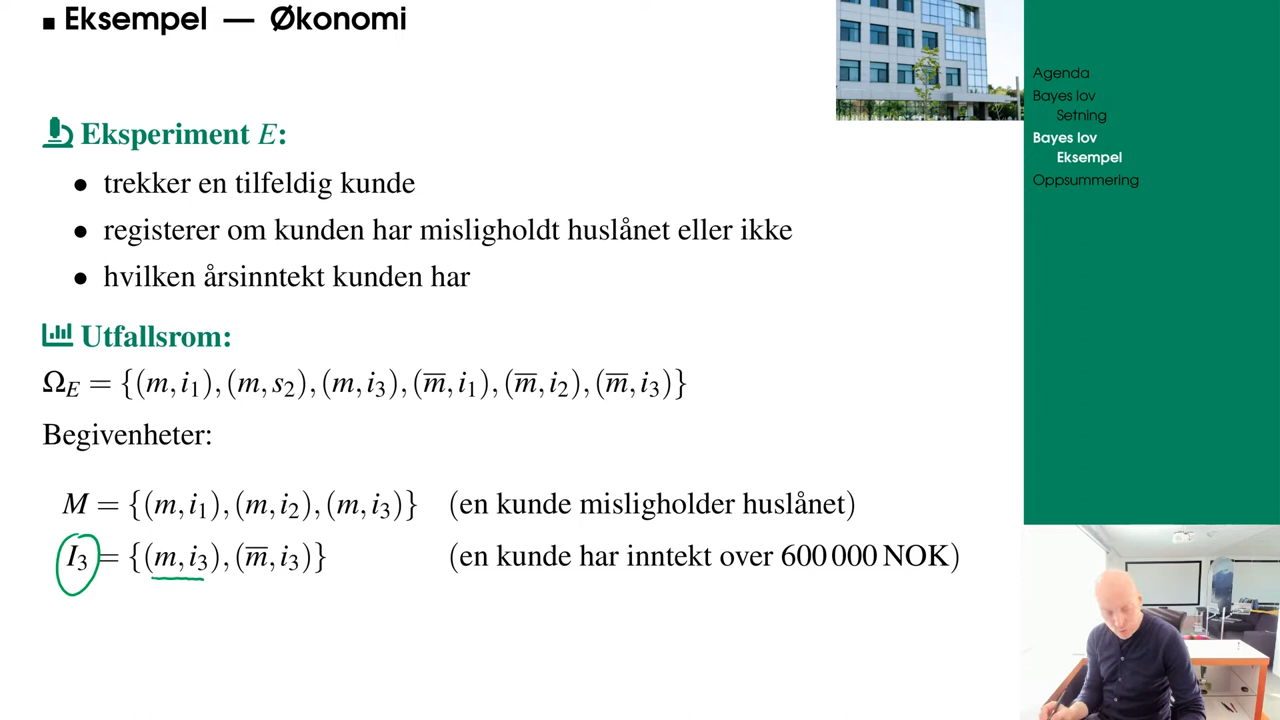 Eksempel — Økonomi
Eksperiment E:
• trekker en tilfeldig kunde
• registerer om kunden har misligholdt huslånet eller ikke
• hvilken årsinntekt kunden har
Utfallsrom:
Ω_E = {(m, i₁), (m, s₂), (m, i₃), (m̅, i₁), (m̅, i₂), (m̅, i₃)}
Begivenheter:
M = {(m, i₁), (m, i₂), (m, i₃)} (en kunde misligholder huslånet)
I₃ = {(m, i₃), (m̅, i₃)} (en kunde har inntekt over 600 000 NOK)
Agenda
Bayes lov
Setning
Bayes lov
Eksempel
Oppsummering